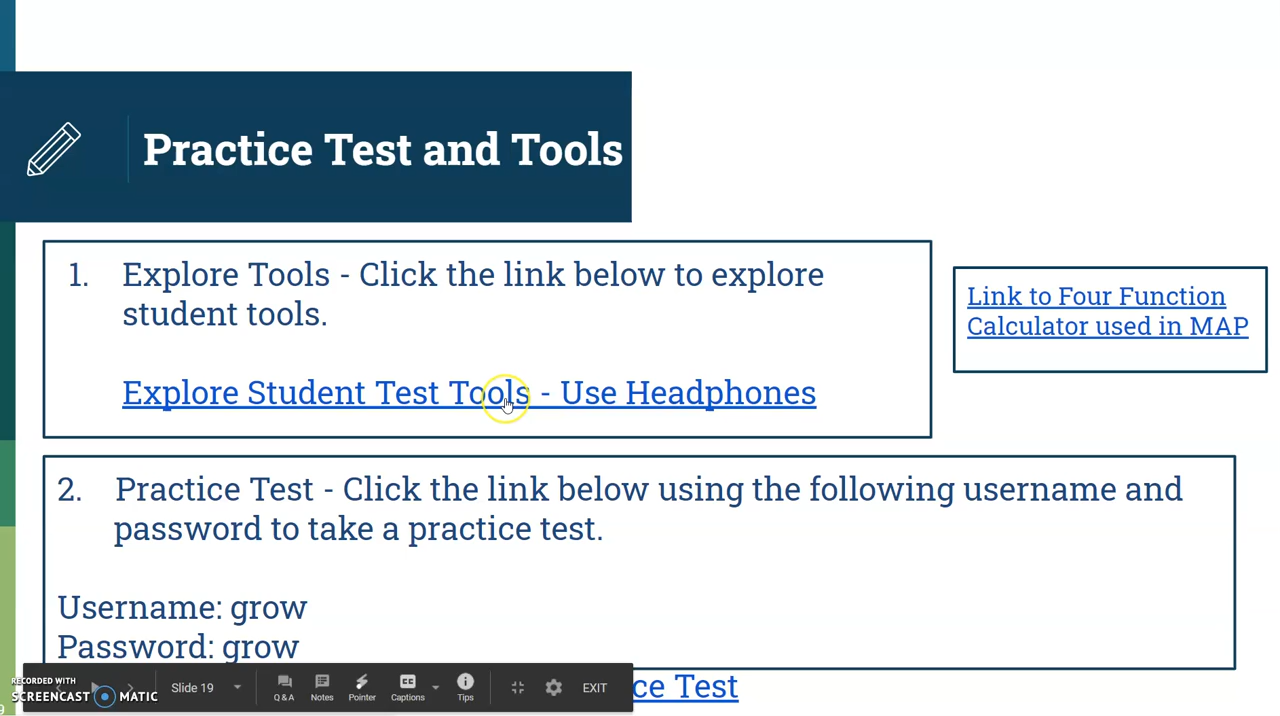 Practice Test and Tools
1. Explore Tools - Click the link below to explore
student tools.
Explore Student Test Tools - Use Headphones
Link to Four Function
Calculator used in MAP
2. Practice Test - Click the link below using the following username and
password to take a practice test.
Username: grow
Password: grow
ce Test
RECORDED WITH
SCREENCAST MATIC
Slide 19
Q & A
Notes
Pointer
Captions
Tips
EXIT
9